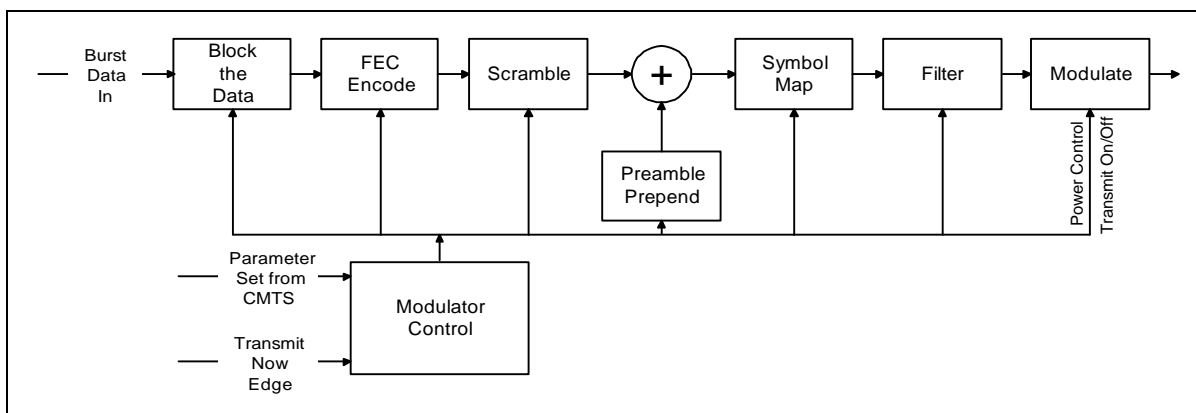 Burst
Data
In
Block
the
Data
FEC
Encode
Scramble
+
Symbol
Map
Filter
Modulate
Preamble
Prepend
Power Control
Transmit On/Off
Parameter
Set from
CMTS
Modulator
Control
Transmit
Now
Edge